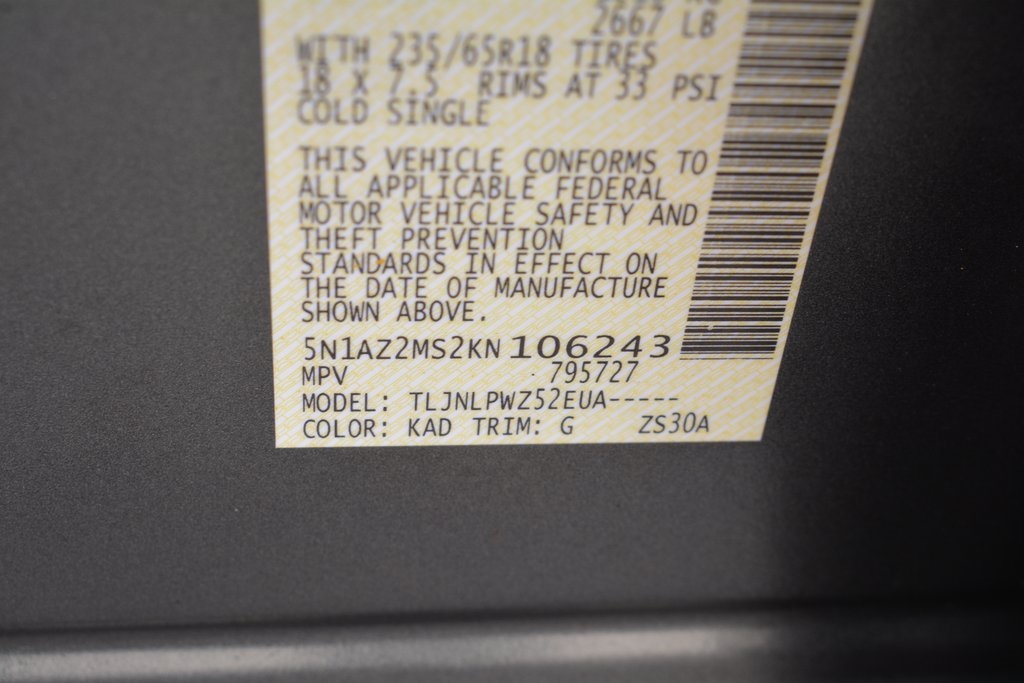 2667 LB
WITH 235/65R18 TIRES
18 X 7.5 RIMS AT 33 PSI
COLD SINGLE
THIS VEHICLE CONFORMS TO
ALL APPLICABLE FEDERAL
MOTOR VEHICLE SAFETY AND
THEFT PREVENTION
STANDARDS IN EFFECT ON
THE DATE OF MANUFACTURE
SHOWN ABOVE.
5N1AZ2MS2KN 106243
MPV 795727
MODEL: TLJNLPWZ52EUA-----
COLOR: KAD TRIM: G ZS30A